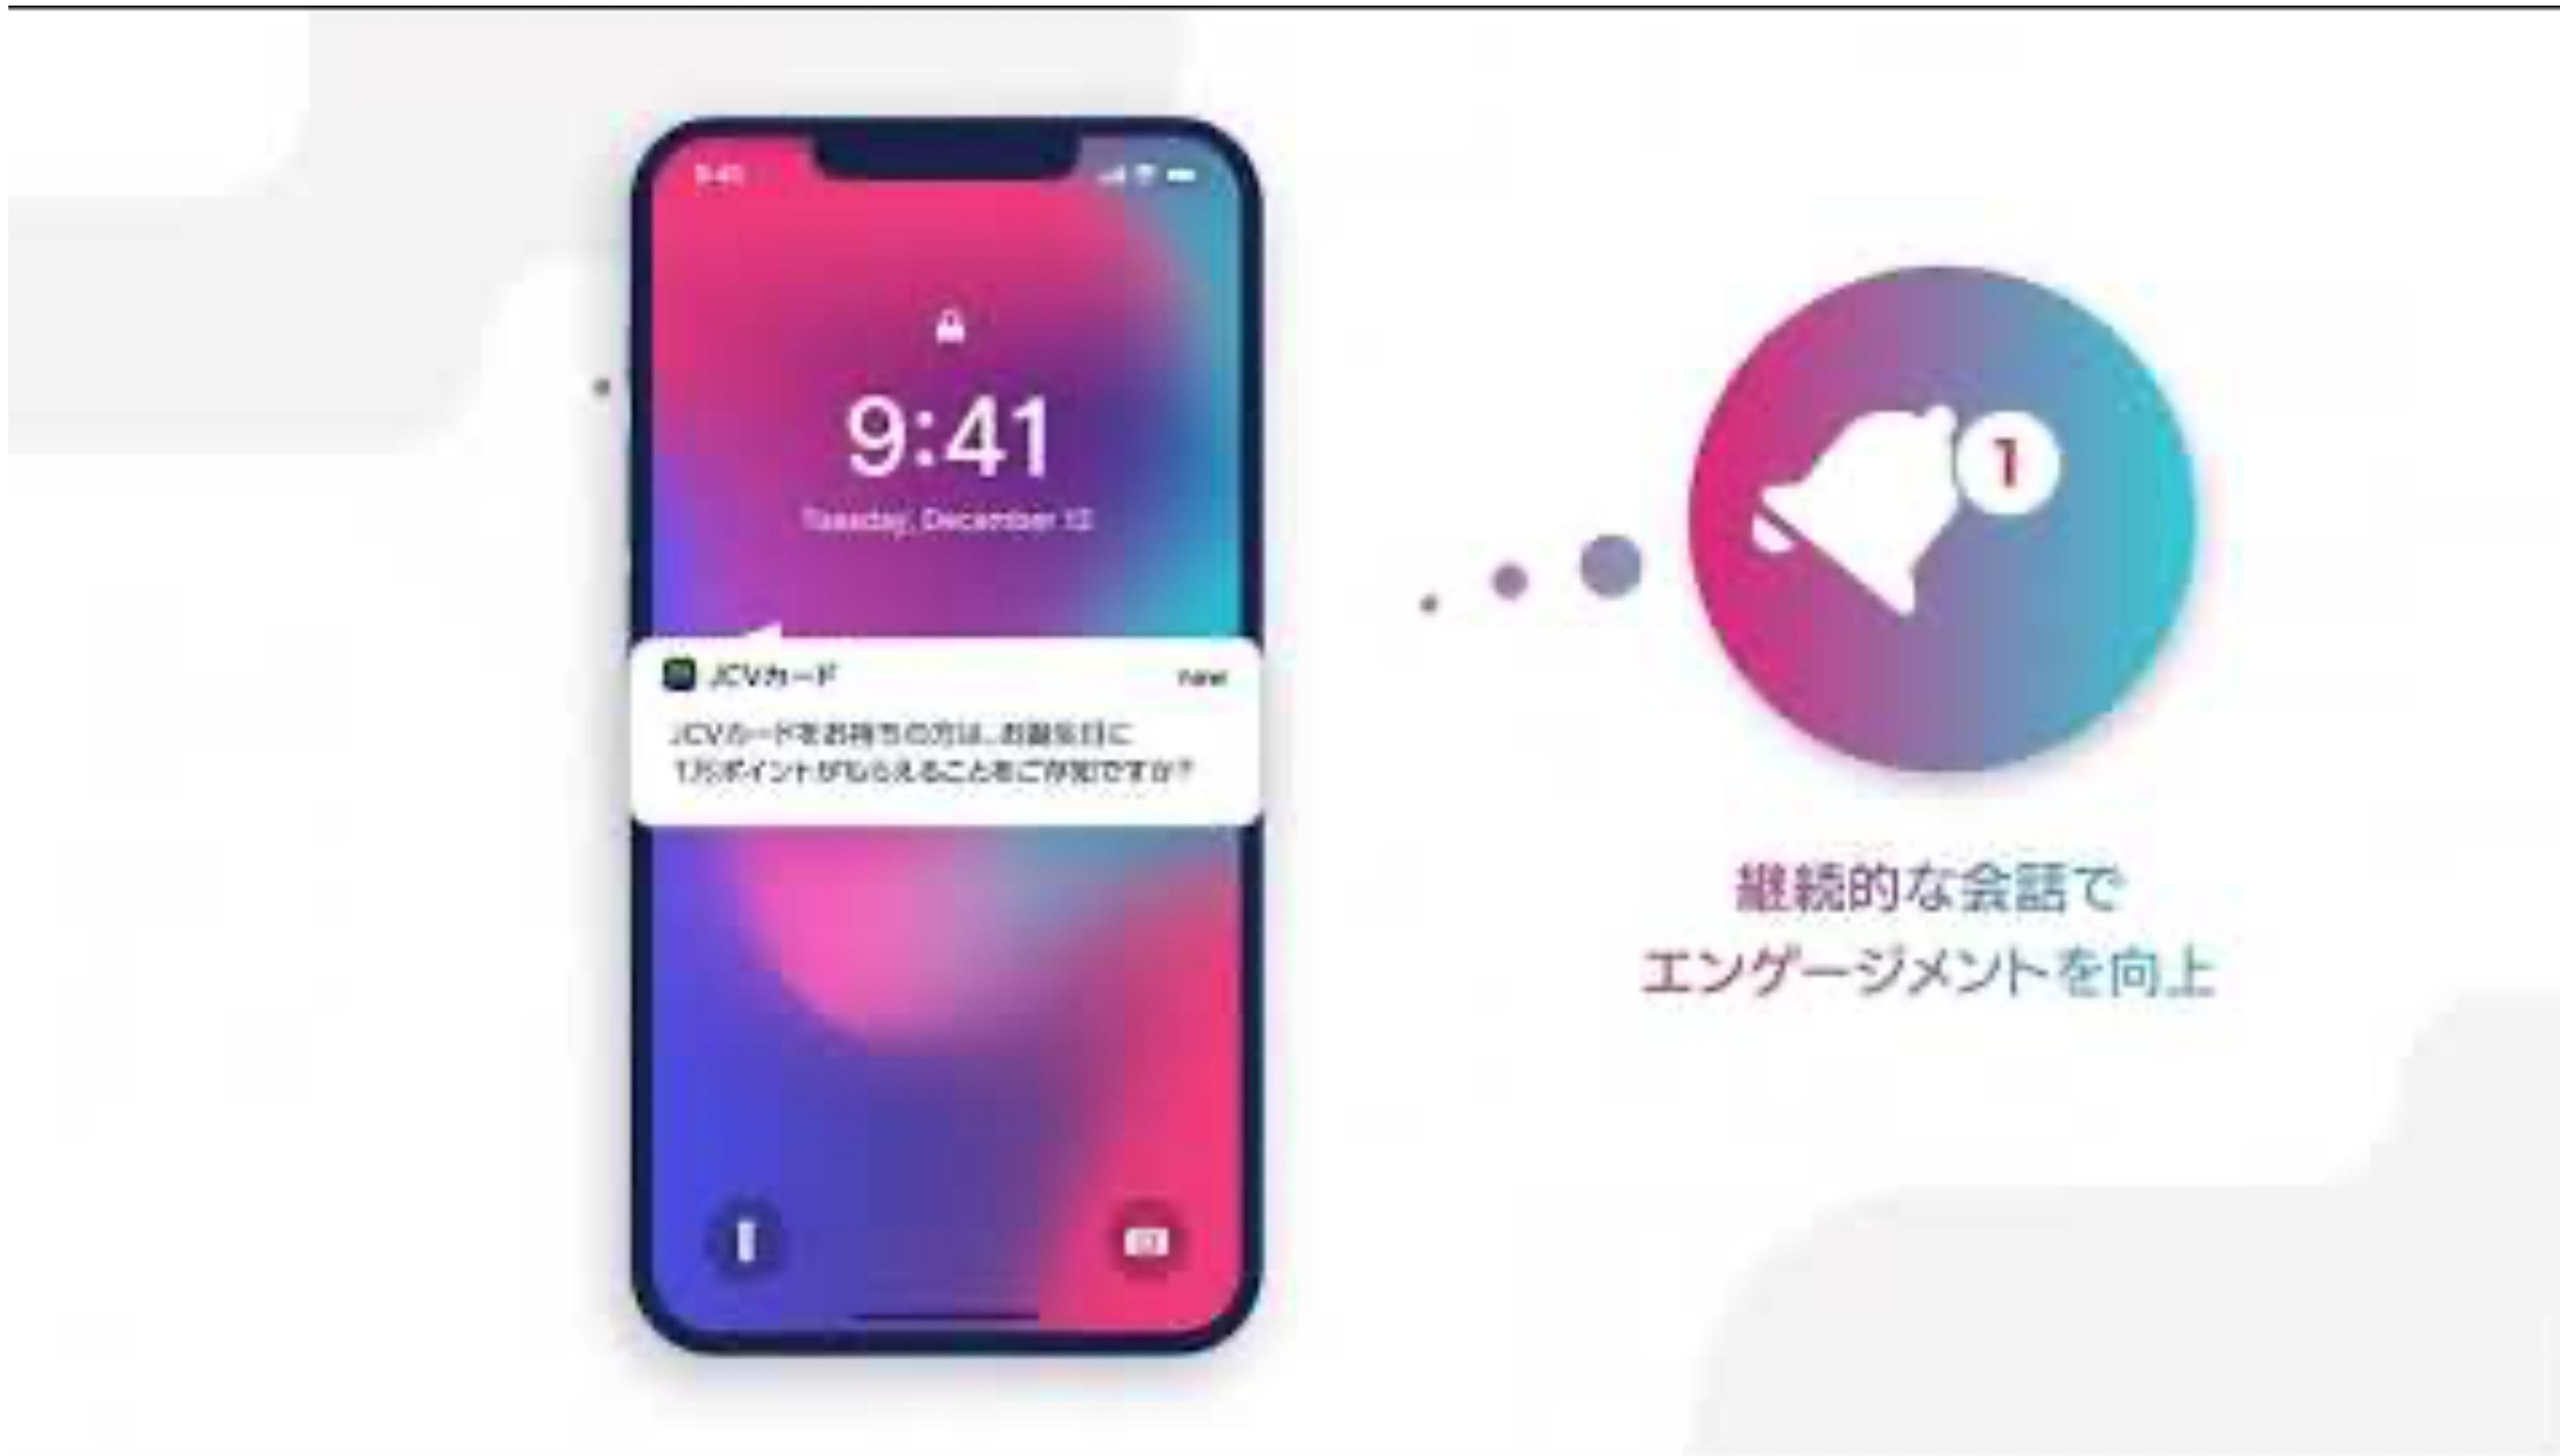 9:41
9:41
Tuesday, December 12
JCVカード
now
JCVカードをお持ちの方は、お誕生日に
1万ポイントがもらえることをご存知ですか？
1
継続的な会話で
エンゲージメントを向上